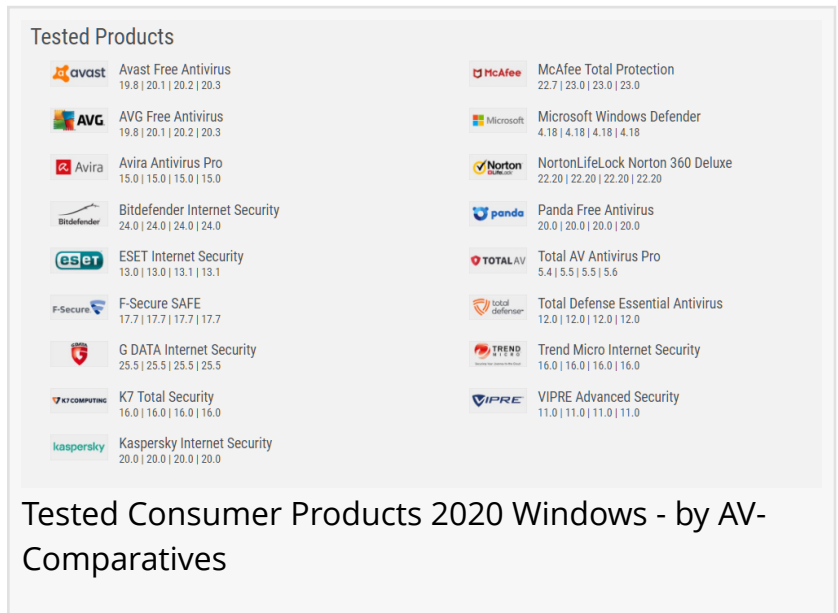 Tested Products
avast
Avast Free Antivirus
19.8 | 20.1 | 20.2 | 20.3
AVG
AVG Free Antivirus
19.8 | 20.1 | 20.2 | 20.3
Avira
Avira Antivirus Pro
15.0 | 15.0 | 15.0 | 15.0
Bitdefender
Bitdefender Internet Security
24.0 | 24.0 | 24.0 | 24.0
eset
ESET Internet Security
13.0 | 13.0 | 13.1 | 13.1
F-Secure
F-Secure SAFE
17.7 | 17.7 | 17.7 | 17.7
G DATA Internet Security
25.5 | 25.5 | 25.5 | 25.5
K7 COMPUTING
K7 Total Security
16.0 | 16.0 | 16.0 | 16.0
kaspersky
Kaspersky Internet Security
20.0 | 20.0 | 20.0 | 20.0
McAfee
McAfee Total Protection
22.7 | 23.0 | 23.0 | 23.0
Microsoft
Microsoft Windows Defender
4.18 | 4.18 | 4.18 | 4.18
Norton
LifeLock
NortonLifeLock Norton 360 Deluxe
22.20 | 22.20 | 22.20 | 22.20
panda
Panda Free Antivirus
20.0 | 20.0 | 20.0 | 20.0
TOTALAV
Total AV Antivirus Pro
5.4 | 5.5 | 5.5 | 5.6
total
defense
Total Defense Essential Antivirus
12.0 | 12.0 | 12.0 | 12.0
TREND
MICRO
Trend Micro Internet Security
16.0 | 16.0 | 16.0 | 16.0
VIPRE
VIPRE Advanced Security
11.0 | 11.0 | 11.0 | 11.0
Tested Consumer Products 2020 Windows - by AV-
Comparatives